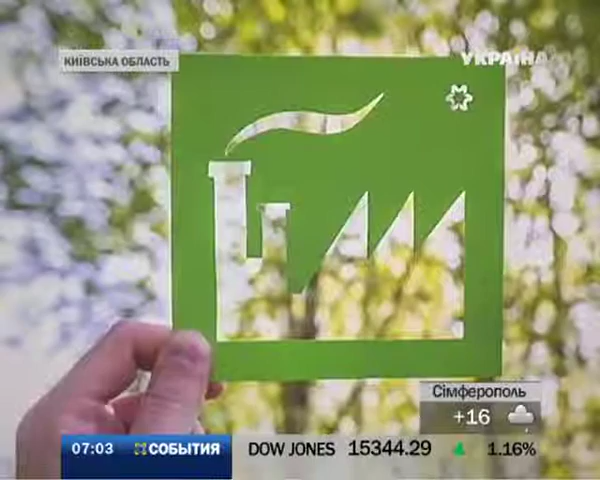 КИЇВСЬКА ОБЛАСТЬ
УКРАЇНА
Сімферополь
+16
07:03 СОБЫТИЯ DOW JONES 15344.29 1.16%